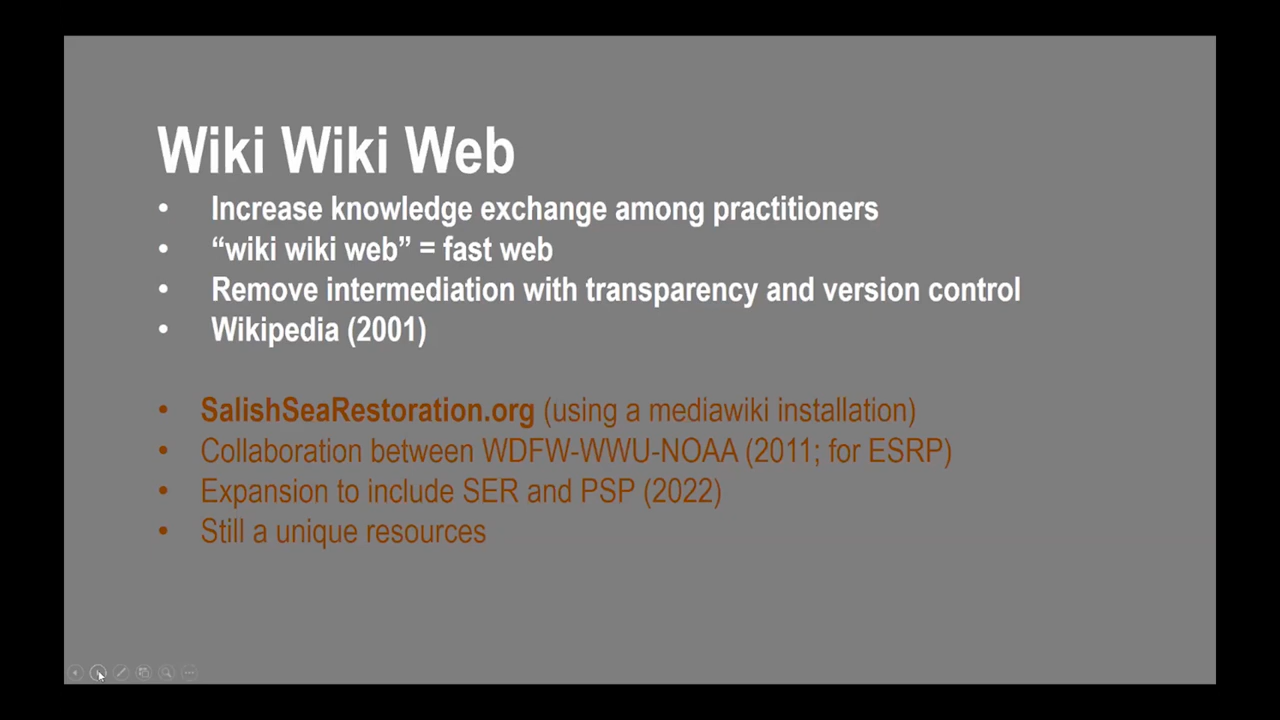 Wiki Wiki Web
• Increase knowledge exchange among practitioners
• “wiki wiki web” = fast web
• Remove intermediation with transparency and version control
• Wikipedia (2001)
• SalishSeaRestoration.org (using a mediawiki installation)
• Collaboration between WDFW-WWU-NOAA (2011; for ESRP)
• Expansion to include SER and PSP (2022)
• Still a unique resources